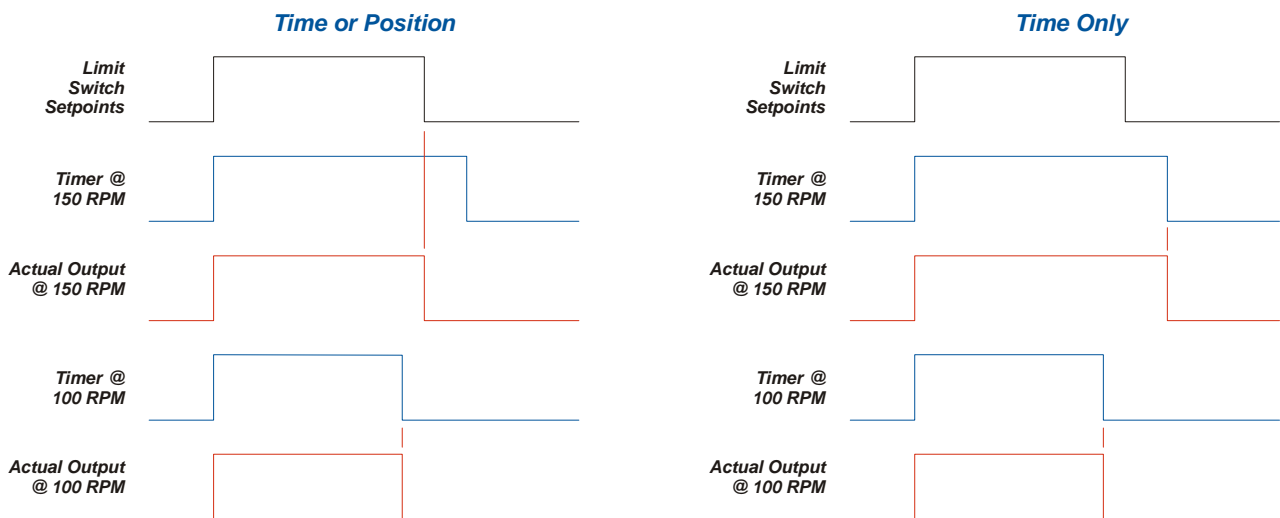 Time or Position
Limit
Switch
Setpoints
Timer @
150 RPM
Actual Output
@ 150 RPM
Timer @
100 RPM
Actual Output
@ 100 RPM
Time Only
Limit
Switch
Setpoints
Timer @
150 RPM
Actual Output
@ 150 RPM
Timer @
100 RPM
Actual Output
@ 100 RPM